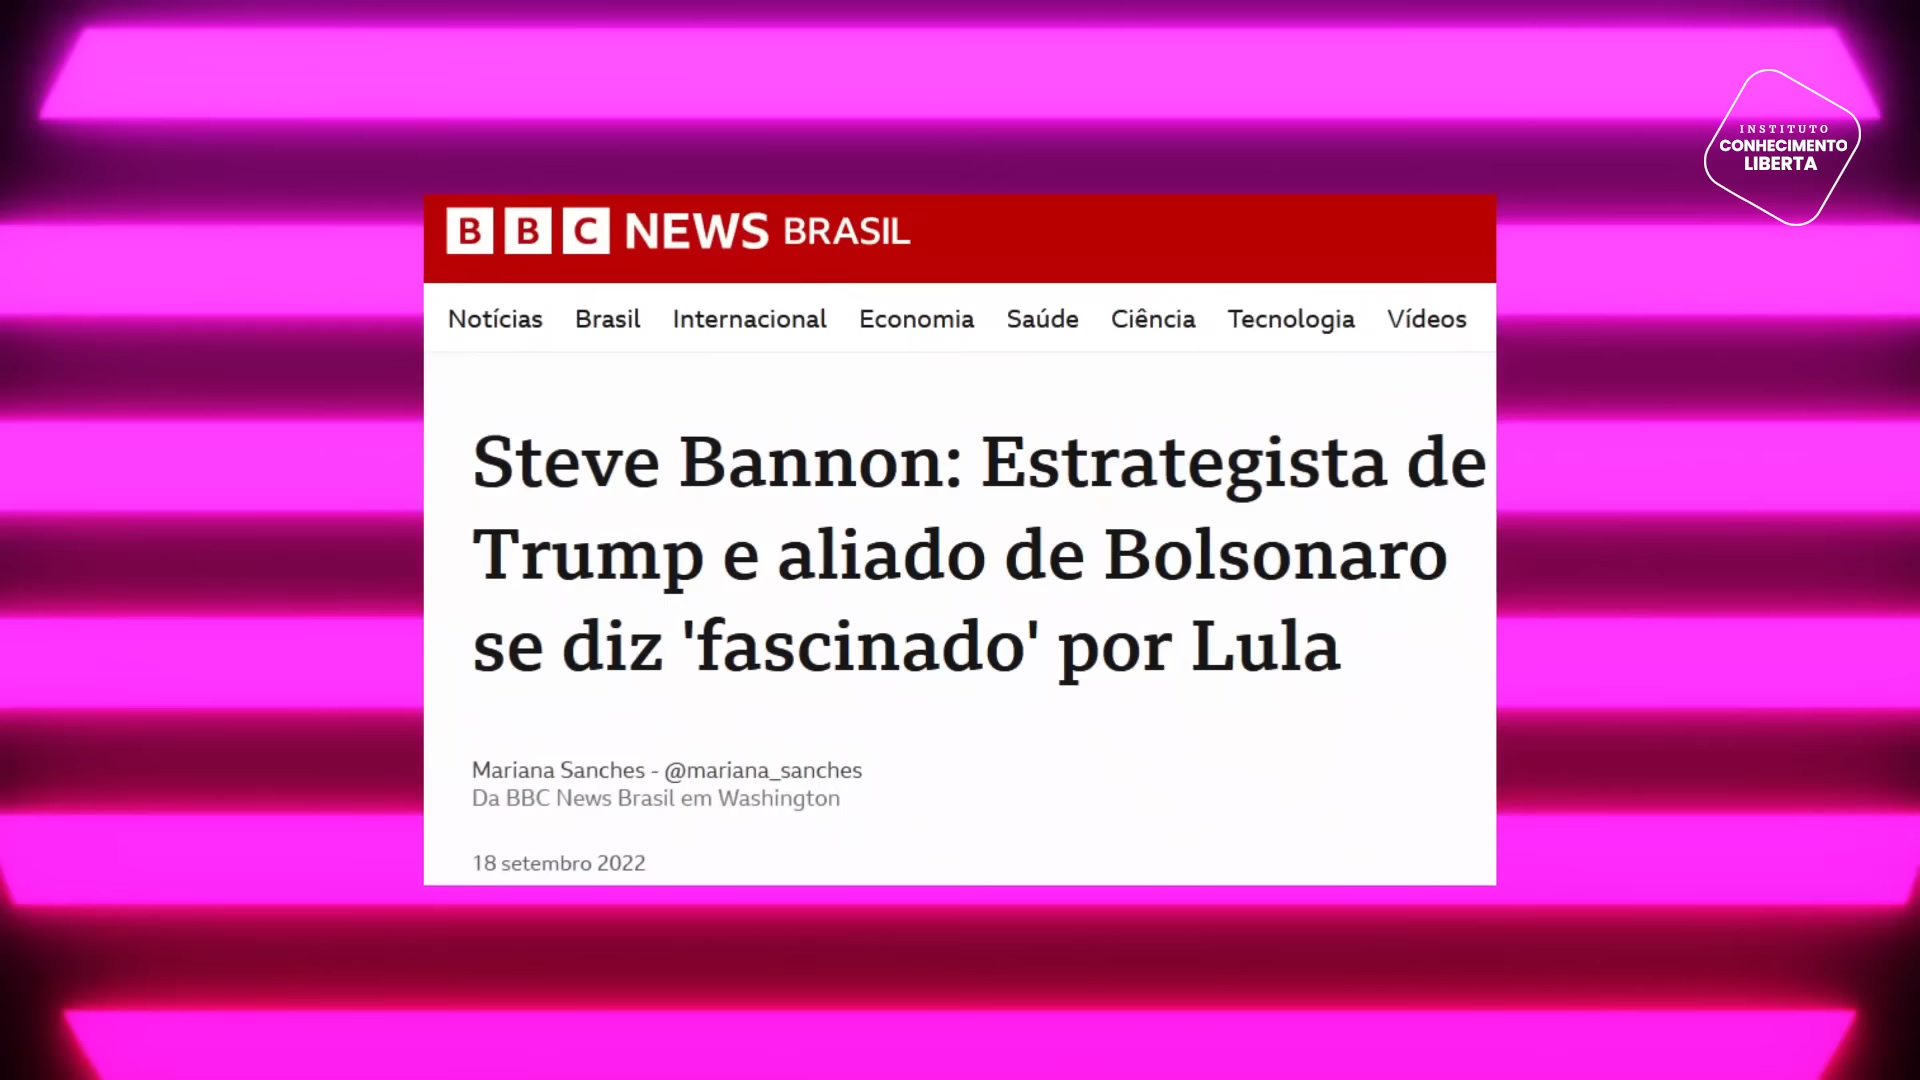 INSTITUTO
CONHECIMENTO
LIBERTA
BBC NEWS BRASIL
Notícias Brasil Internacional Economia Saúde Ciência Tecnologia Vídeos
Steve Bannon: Estrategista de
Trump e aliado de Bolsonaro
se diz 'fascinado' por Lula
Mariana Sanches - @mariana_sanches
Da BBC News Brasil em Washington
18 setembro 2022